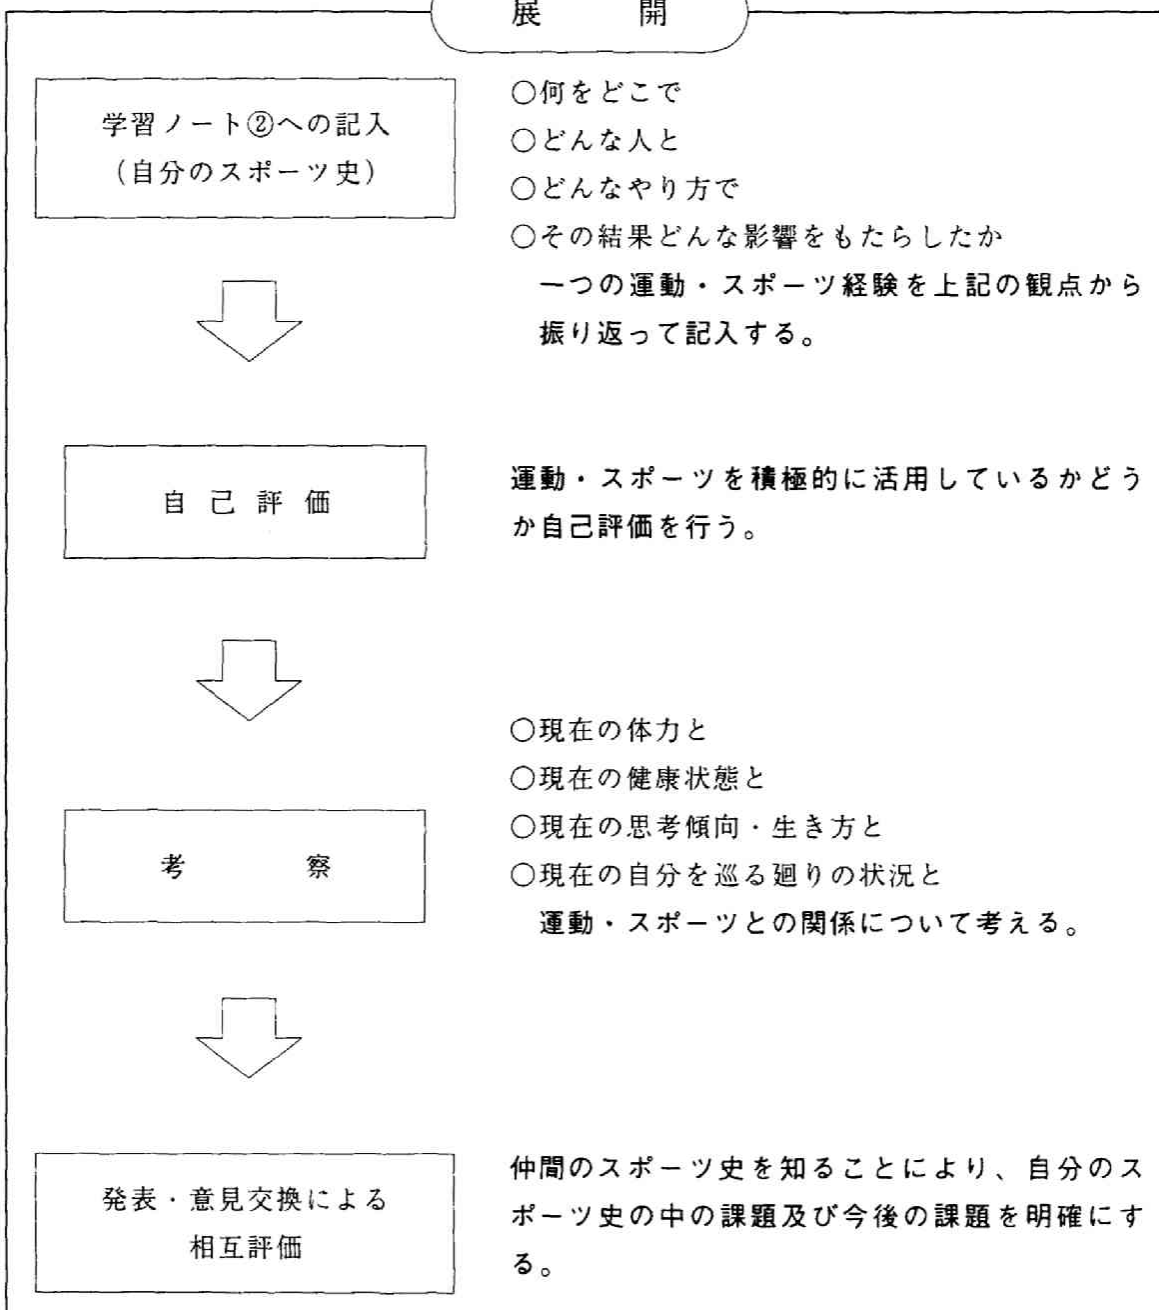 展　　開
学習ノート②への記入
（自分のスポーツ史）
○何をどこで
○どんな人と
○どんなやり方で
○その結果どんな影響をもたらしたか
一つの運動・スポーツ経験を上記の観点から
振り返って記入する。
自己評価
運動・スポーツを積極的に活用しているかどう
か自己評価を行う。
考　　察
○現在の体力と
○現在の健康状態と
○現在の思考傾向・生き方と
○現在の自分を巡る廻りの状況と
運動・スポーツとの関係について考える。
発表・意見交換による
相互評価
仲間のスポーツ史を知ることにより、自分のス
ポーツ史の中の課題及び今後の課題を明確にす
る。